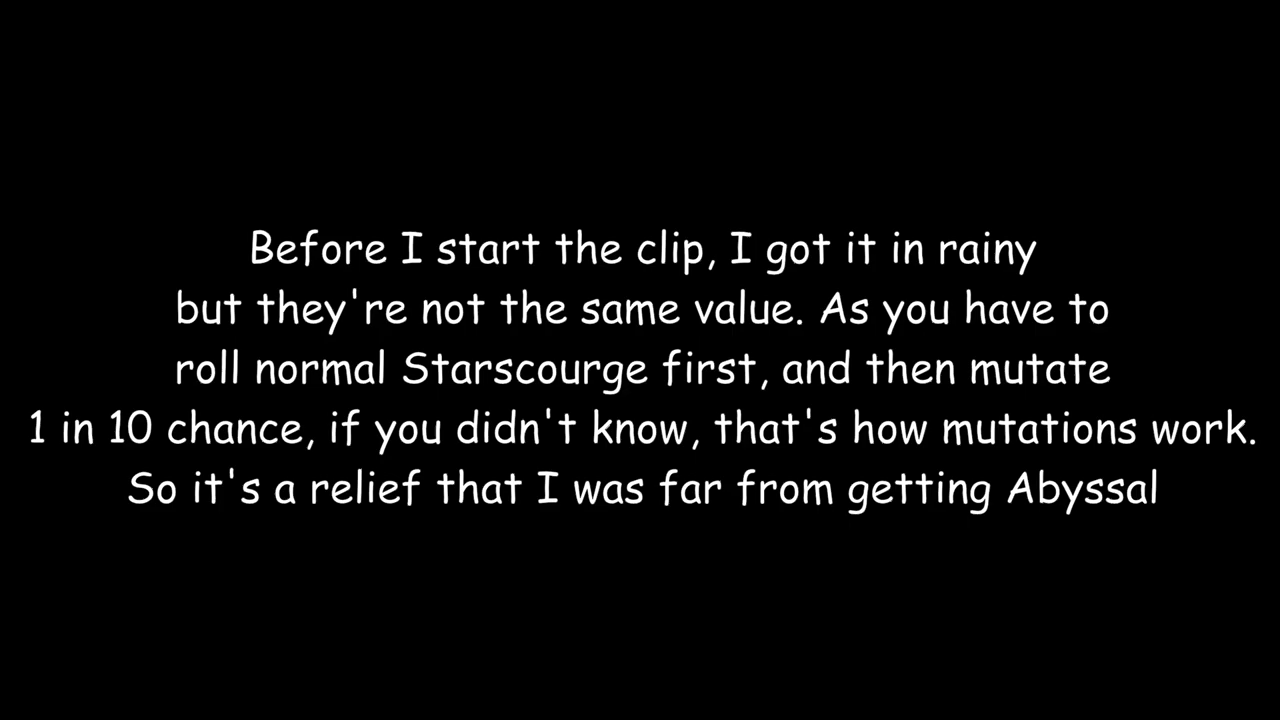 Before I start the clip, I got it in rainy
but they're not the same value. As you have to
roll normal Starscourge first, and then mutate
1 in 10 chance, if you didn't know, that's how mutations work.
So it's a relief that I was far from getting Abyssal